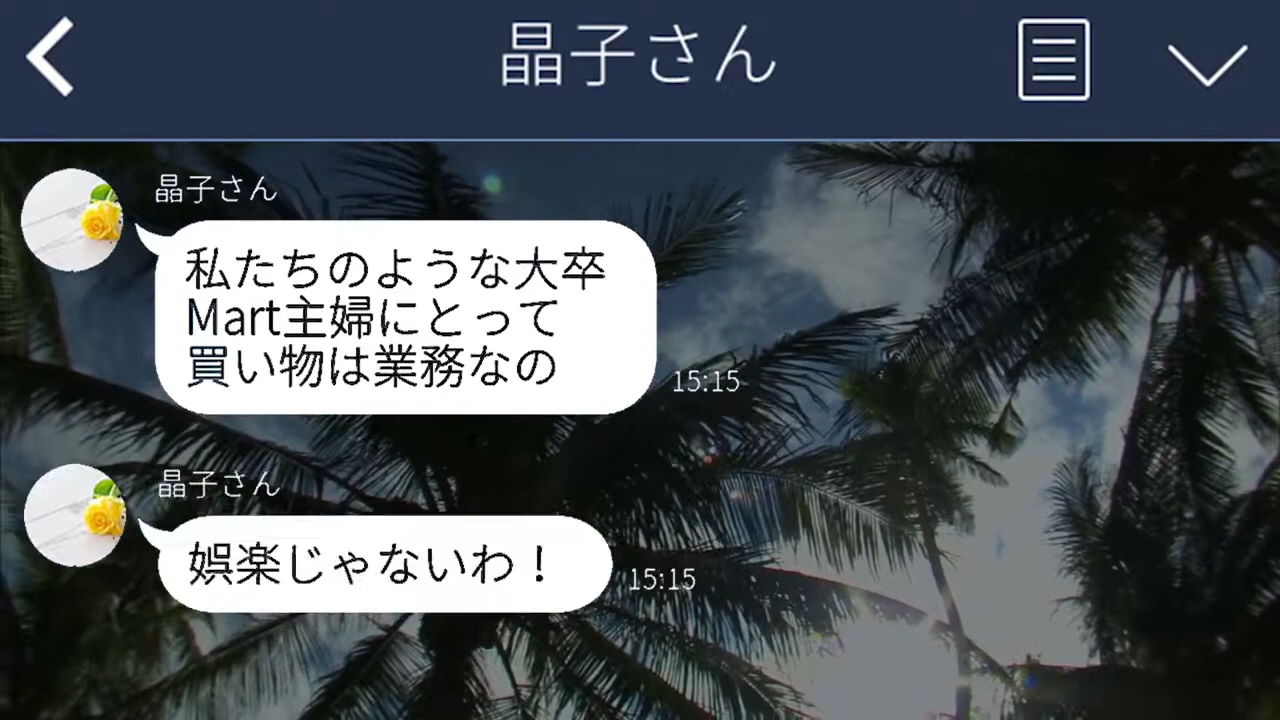 晶子さん
晶子さん
私たちのような大卒
Mart主婦にとって
買い物は業務なの
15:15
晶子さん
娯楽じゃないわ！
15:15